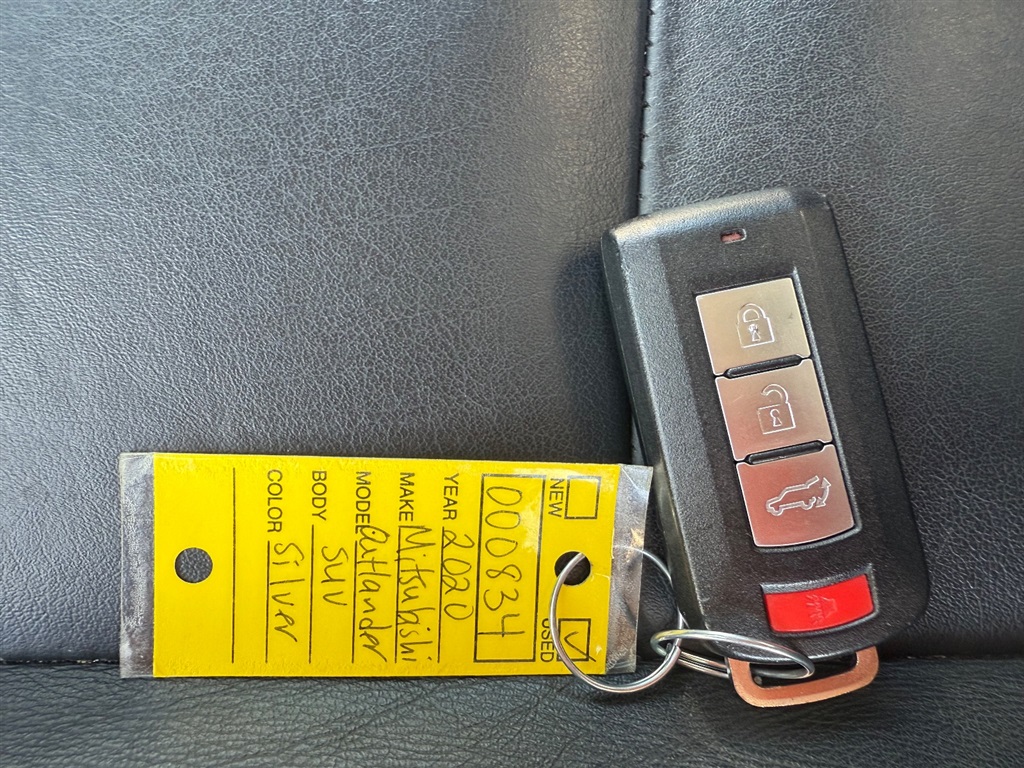 NEW USED
000834
YEAR 2020
MAKE Mitsubishi
MODEL Outlander
BODY SUV
COLOR Silver